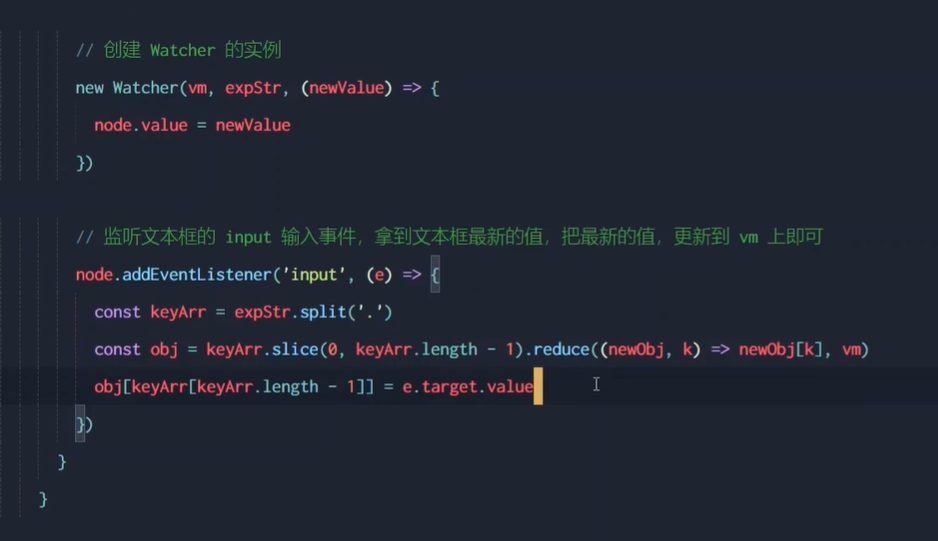 // 创建 Watcher 的实例
new Watcher(vm, expStr, (newValue) => {
node.value = newValue
})
// 监听文本框的 input 输入事件，拿到文本框最新的值，把最新的值，更新到 vm 上即可
node.addEventListener('input', (e) => {
const keyArr = expStr.split('.')
const obj = keyArr.slice(0, keyArr.length - 1).reduce((newObj, k) => newObj[k], vm)
obj[keyArr[keyArr.length - 1]] = e.target.value
})
}
}